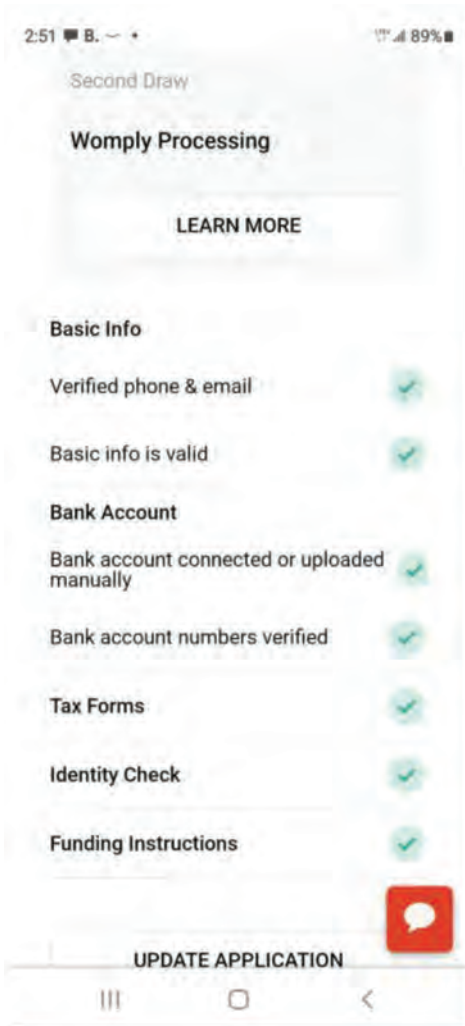 2:51 B.
89%
Second Draw
Womply Processing
LEARN MORE
Basic Info
Verified phone & email
Basic info is valid
Bank Account
Bank account connected or uploaded
manually
Bank account numbers verified
Tax Forms
Identity Check
Funding Instructions
UPDATE APPLICATION